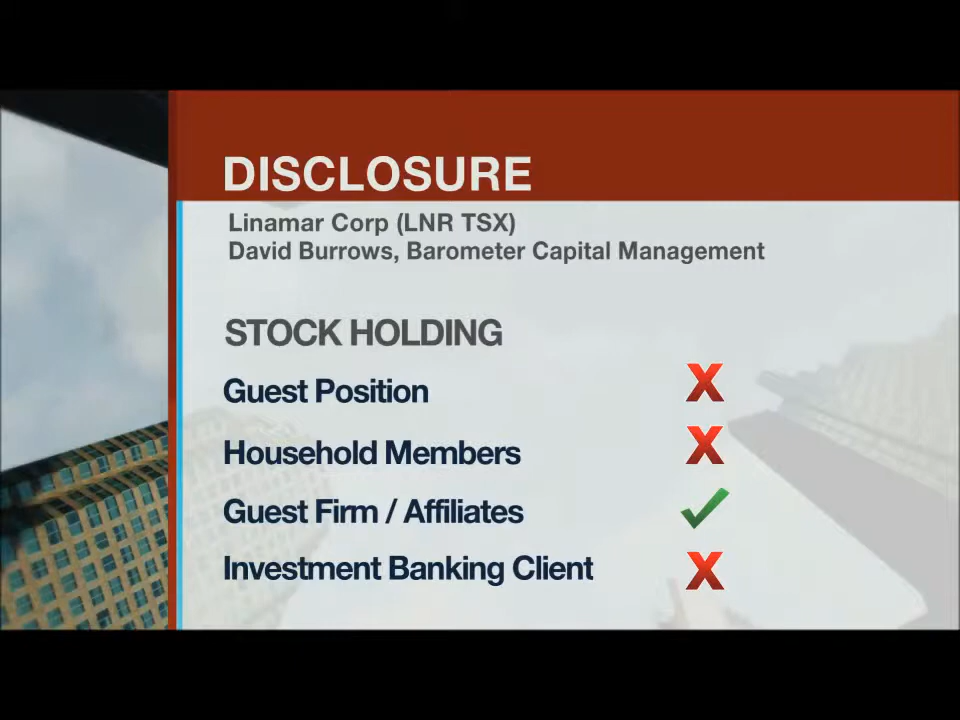 DISCLOSURE
Linamar Corp (LNR TSX)
David Burrows, Barometer Capital Management
STOCK HOLDING
Guest Position X
Household Members X
Guest Firm / Affiliates ✓
Investment Banking Client X